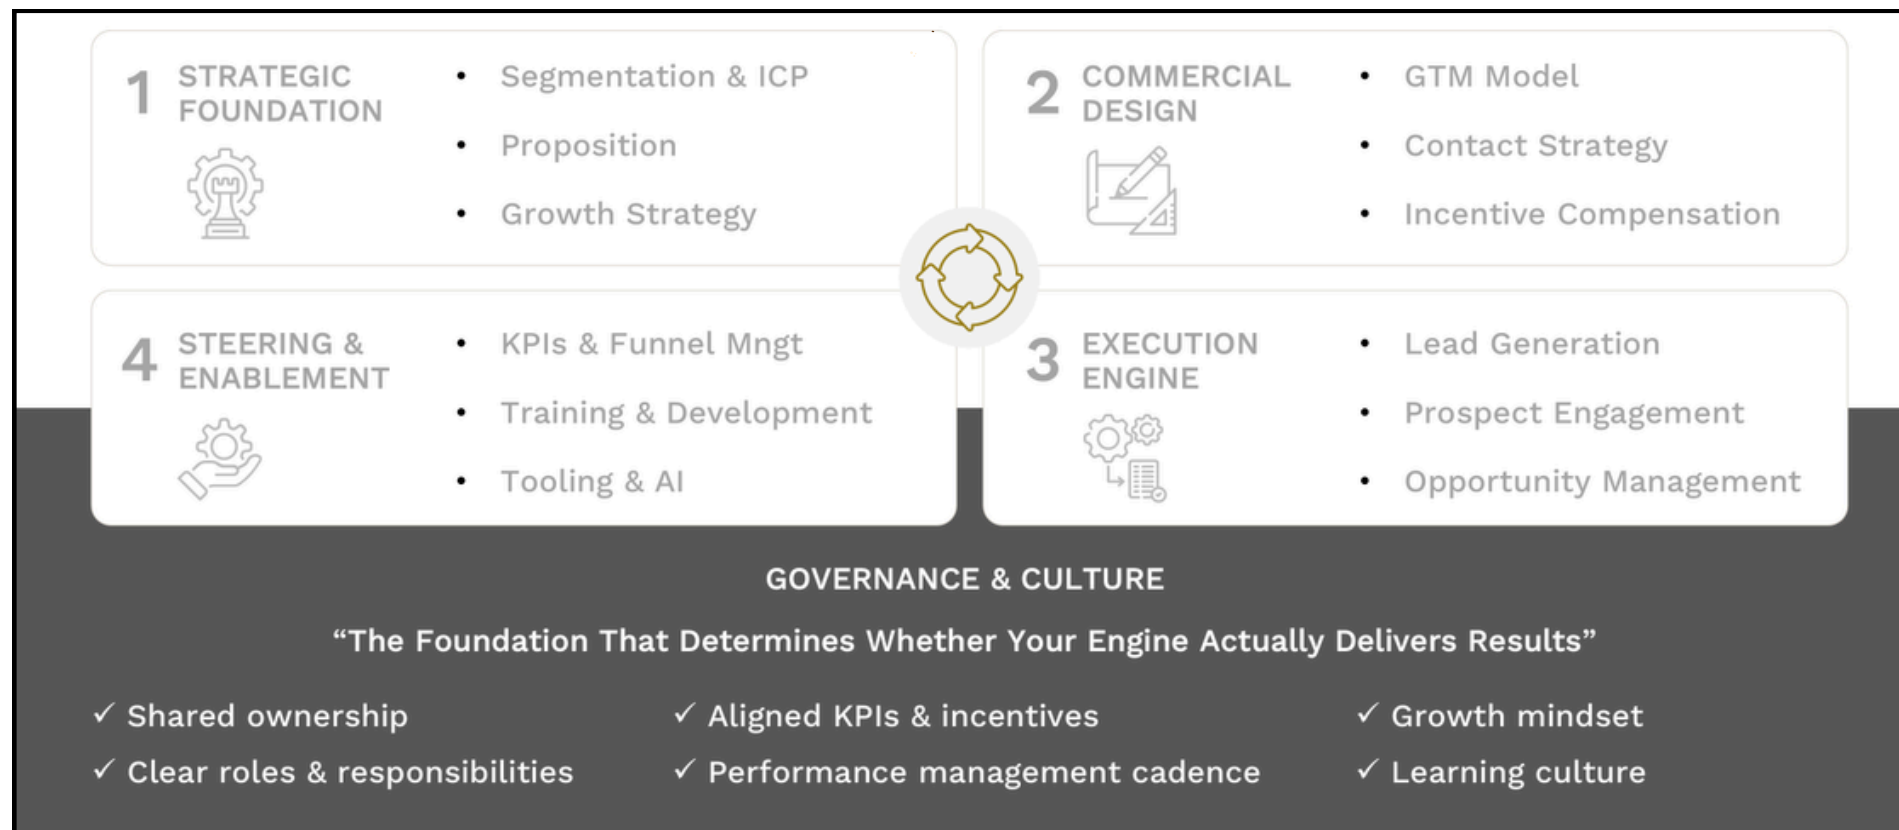 1 STRATEGIC
FOUNDATION
• Segmentation & ICP
• Proposition
• Growth Strategy
2 COMMERCIAL
DESIGN
• GTM Model
• Contact Strategy
• Incentive Compensation
4 STEERING &
ENABLEMENT
• KPIs & Funnel Mngt
• Training & Development
• Tooling & AI
3 EXECUTION
ENGINE
• Lead Generation
• Prospect Engagement
• Opportunity Management
GOVERNANCE & CULTURE
“The Foundation That Determines Whether Your Engine Actually Delivers Results”
✓ Shared ownership
✓ Clear roles & responsibilities
✓ Aligned KPIs & incentives
✓ Performance management cadence
✓ Growth mindset
✓ Learning culture